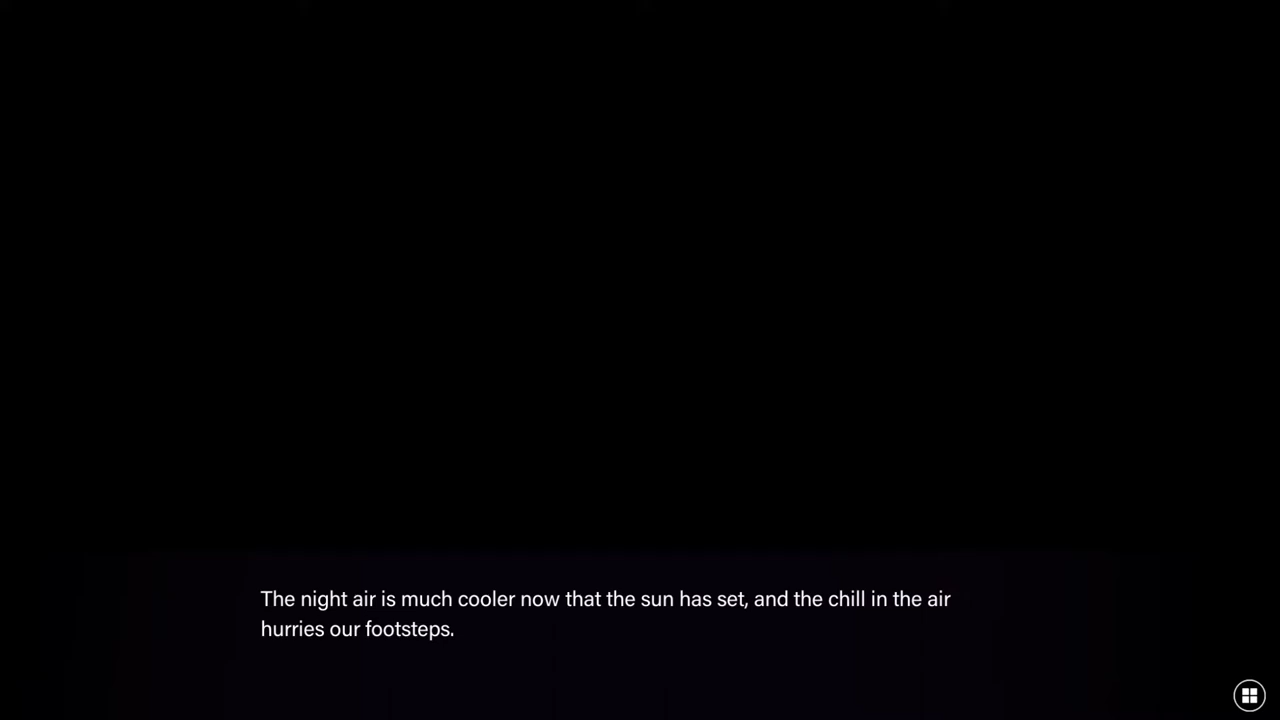 The night air is much cooler now that the sun has set, and the chill in the air
hurries our footsteps.